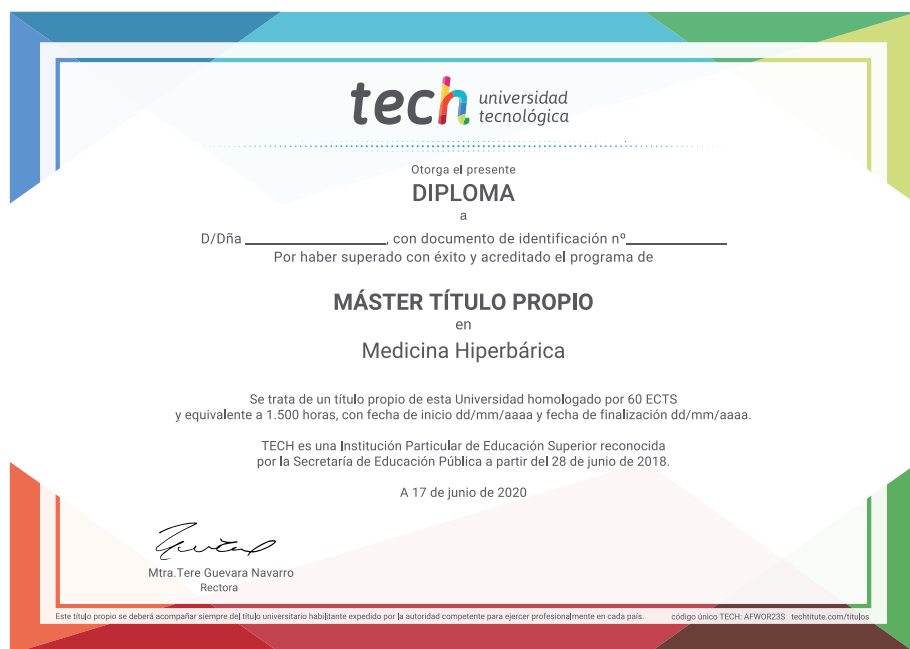 tech universidad
tecnológica
Otorga el presente
DIPLOMA
a
D/Dña __________________, con documento de identificación nº_____________
Por haber superado con éxito y acreditado el programa de
MÁSTER TÍTULO PROPIO
en
Medicina Hiperbárica
Se trata de un título propio de esta Universidad homologado por 60 ECTS
y equivalente a 1.500 horas, con fecha de inicio dd/mm/aaaa y fecha de finalización dd/mm/aaaa.
TECH es una Institución Particular de Educación Superior reconocida
por la Secretaría de Educación Pública a partir del 28 de junio de 2018.
A 17 de junio de 2020
Mtra.Tere Guevara Navarro
Rectora
Este título propio se deberá acompañar siempre del título universitario habilitante expedido por la autoridad competente para ejercer profesionalmente en cada país. código único TECH: AFWOR23S techtitute.com/titulos